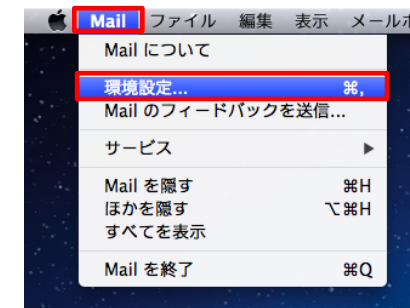 Mail ファイル 編集 表示 メールボ
Mail について
環境設定... ⌘,
Mail のフィードバックを送信...
サービス ▶
Mail を隠す ⌘H
ほかを隠す ⌥⌘H
すべてを表示
Mail を終了 ⌘Q